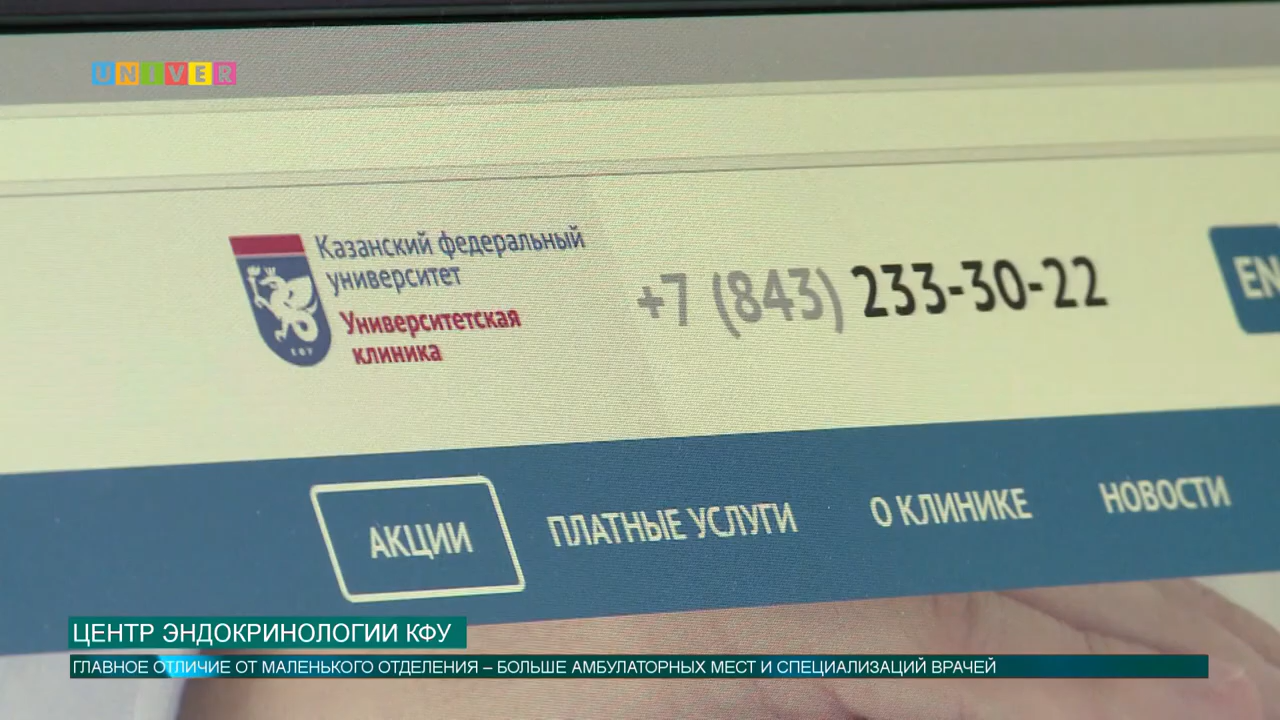 UNIVER
Казанский федеральный
университет
Университетская
клиника
+7 (843) 233-30-22
EN
АКЦИИ
ПЛАТНЫЕ УСЛУГИ
О КЛИНИКЕ
НОВОСТИ
ЦЕНТР ЭНДОКРИНОЛОГИИ КФУ
ГЛАВНОЕ ОТЛИЧИЕ ОТ МАЛЕНЬКОГО ОТДЕЛЕНИЯ – БОЛЬШЕ АМБУЛАТОРНЫХ МЕСТ И СПЕЦИАЛИЗАЦИЙ ВРАЧЕЙ